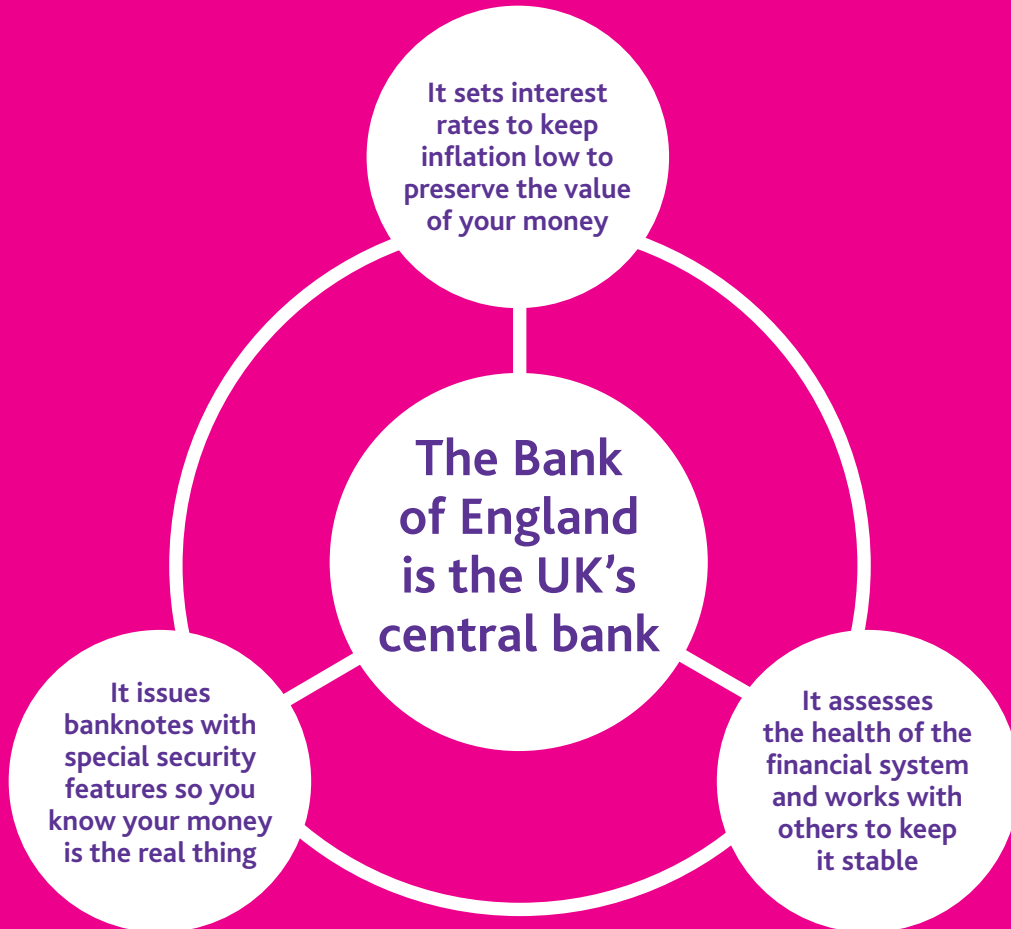 It sets interest
rates to keep
inflation low to
preserve the value
of your money
The Bank
of England
is the UK’s
central bank
It issues
banknotes with
special security
features so you
know your money
is the real thing
It assesses
the health of the
financial system
and works with
others to keep
it stable